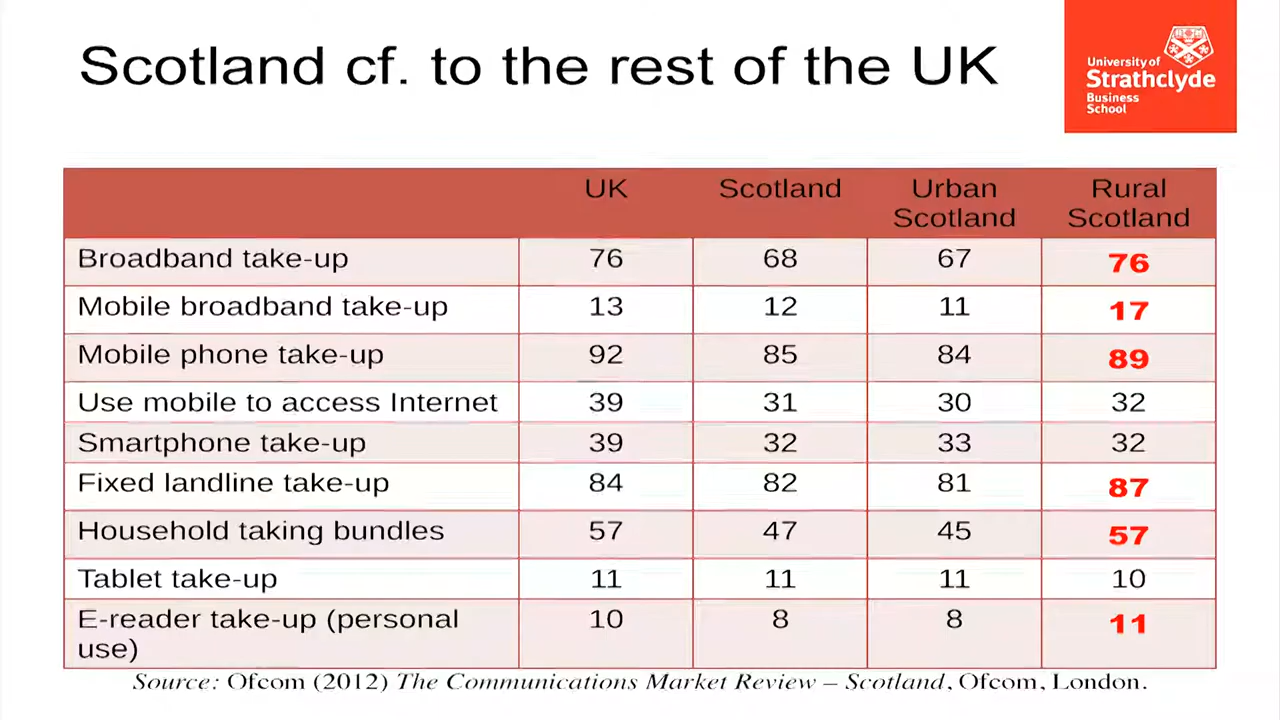 Scotland cf. to the rest of the UK
University of
Strathclyde
Business
School
UK Scotland Urban Scotland Rural Scotland
Broadband take-up 76 68 67 76
Mobile broadband take-up 13 12 11 17
Mobile phone take-up 92 85 84 89
Use mobile to access Internet 39 31 30 32
Smartphone take-up 39 32 33 32
Fixed landline take-up 84 82 81 87
Household taking bundles 57 47 45 57
Tablet take-up 11 11 11 10
E-reader take-up (personal use) 10 8 8 11
Source: Ofcom (2012) The Communications Market Review – Scotland, Ofcom, London.